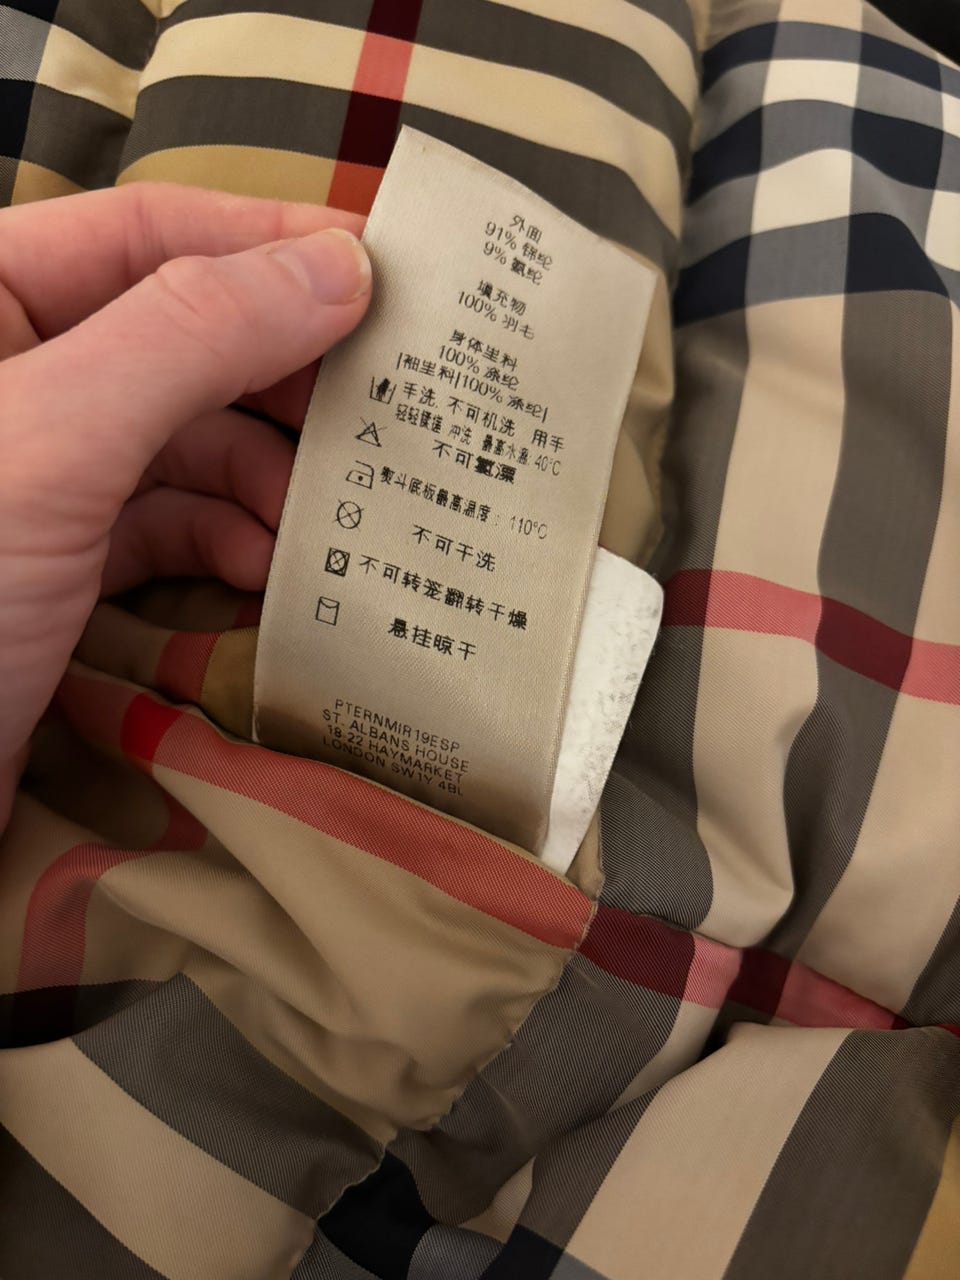 外面
91% 锦纶
9% 氨纶
填充物
100% 羽毛
身体里料
100% 涤纶
|袖里料|100% 涤纶|
手洗, 不可机洗 用手
轻轻揉搓 冲洗 最高水温: 40°C
不可氯漂
熨斗底板最高温度: 110°C
不可干洗
不可转笼翻转干燥
悬挂晾干
PTERNMIR19ESP
ST. ALBANS HOUSE
18-22 HAYMARKET
LONDON SW1Y 4BL